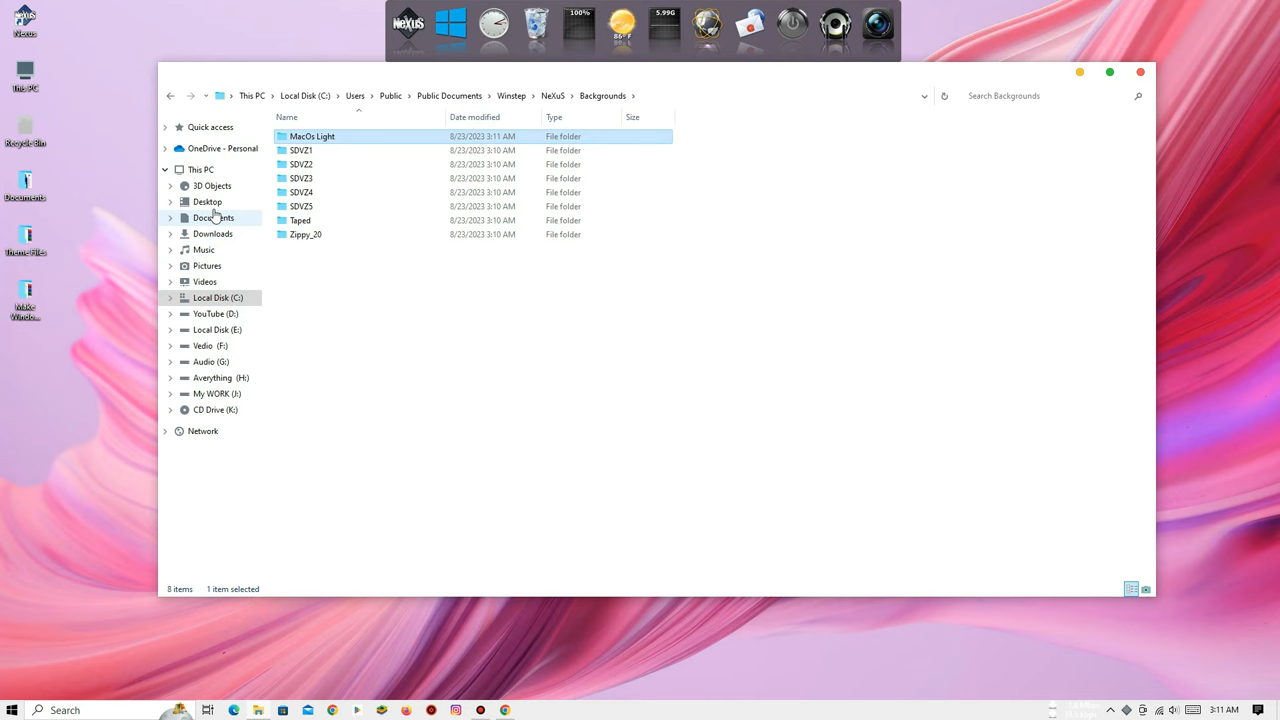 Nexus
This PC
Recycle Bin
Documents
Theme Files
Make
Windo...
NeXuS
100%
86° F
5.99G
This PC > Local Disk (C:) > Users > Public > Public Documents > Winstep > NeXuS > Backgrounds >
Search Backgrounds
Name Date modified Type Size
Quick access
OneDrive - Personal
This PC
3D Objects
Desktop
Documents
Downloads
Music
Pictures
Videos
Local Disk (C:)
YouTube (D:)
Local Disk (E:)
Vedio (F:)
Audio (G:)
Averything (H:)
My WORK (J:)
CD Drive (K:)
Network
MacOs Light 8/23/2023 3:11 AM File folder
SDVZ1 8/23/2023 3:10 AM File folder
SDVZ2 8/23/2023 3:10 AM File folder
SDVZ3 8/23/2023 3:10 AM File folder
SDVZ4 8/23/2023 3:10 AM File folder
SDVZ5 8/23/2023 3:10 AM File folder
Taped 8/23/2023 3:10 AM File folder
Zippy_20 8/23/2023 3:10 AM File folder
8 items 1 item selected
Search
3:11 AM